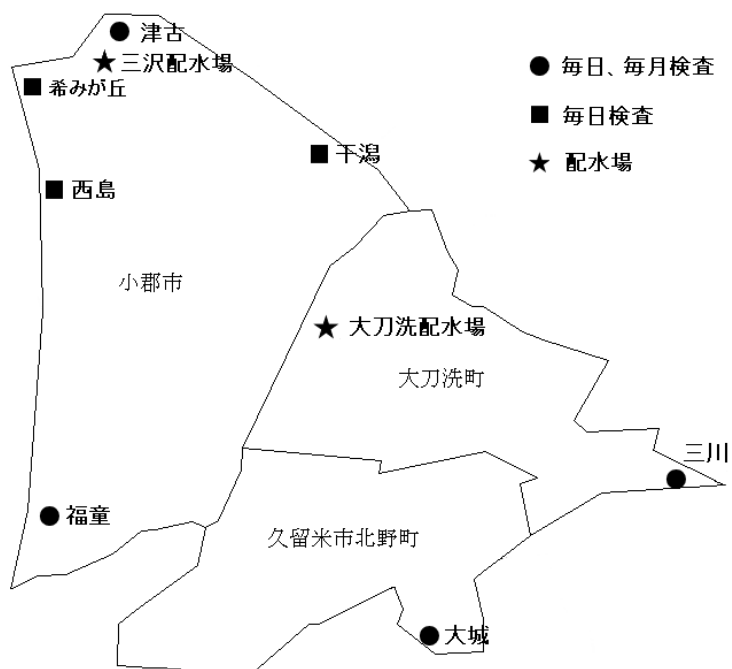 津古
三沢配水場
希みが丘
毎日、毎月検査
毎日検査
配水場
干潟
西島
小郡市
大刀洗配水場
大刀洗町
三川
福童
久留米市北野町
大城